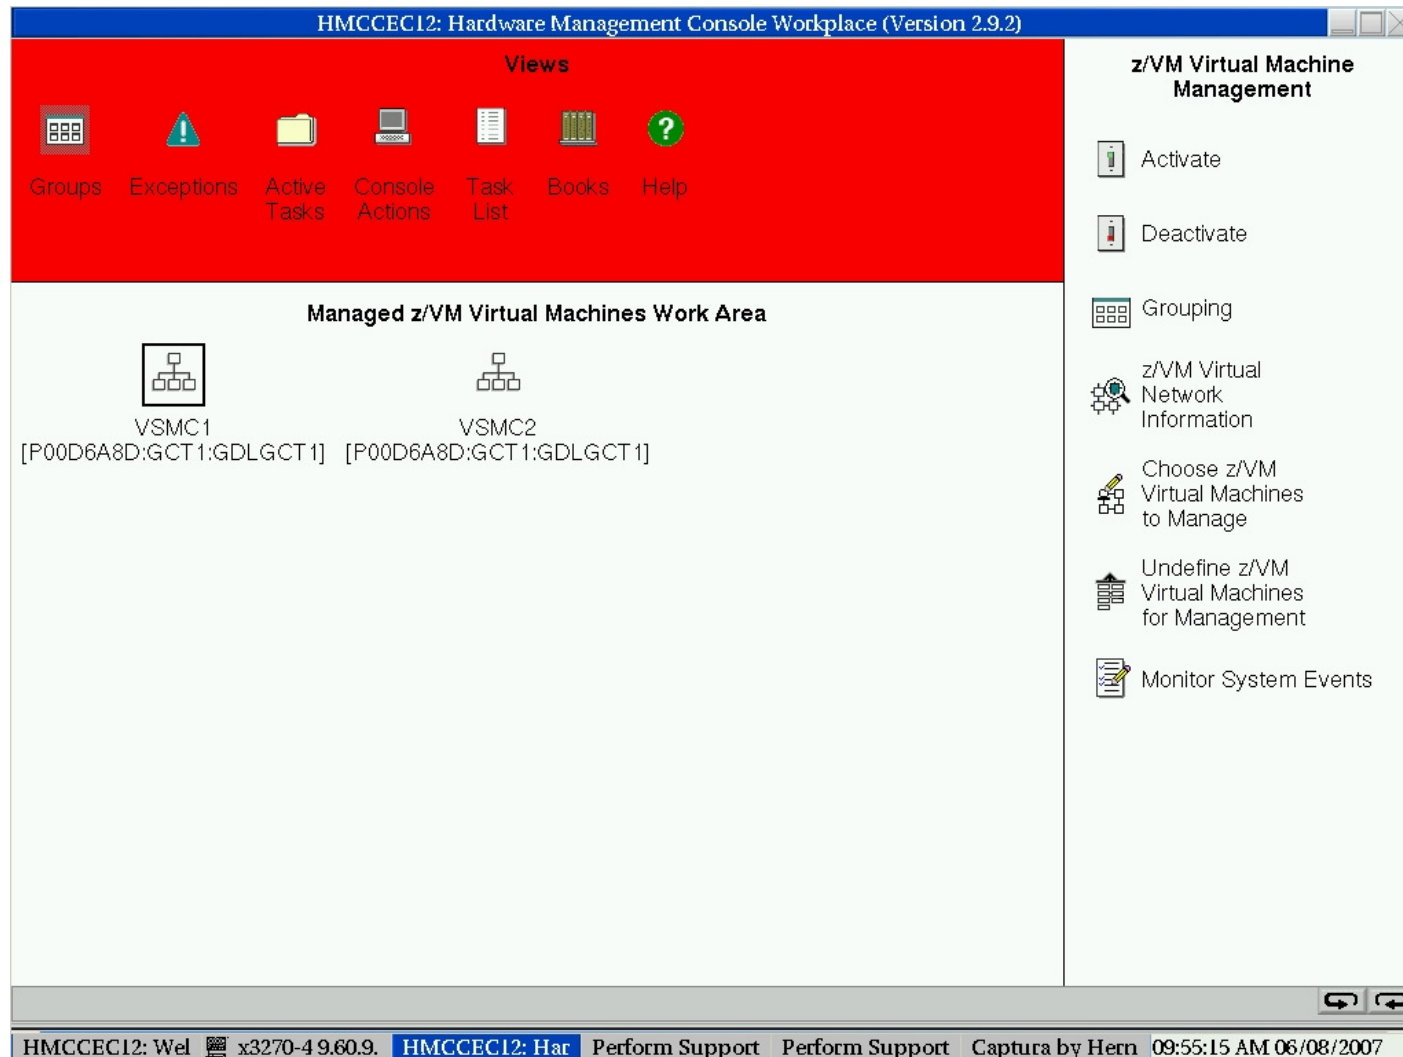 HMCCEC12: Hardware Management Console Workplace (Version 2.9.2)
Views
Groups
Exceptions
Active
Tasks
Console
Actions
Task
List
Books
Help
Managed z/VM Virtual Machines Work Area
VSMC1
[P00D6A8D:GCT1:GDLGCT1]
VSMC2
[P00D6A8D:GCT1:GDLGCT1]
z/VM Virtual Machine
Management
Activate
Deactivate
Grouping
z/VM Virtual
Network
Information
Choose z/VM
Virtual Machines
to Manage
Undefine z/VM
Virtual Machines
for Management
Monitor System Events
HMCCEC12: Wel
x3270-4 9.60.9.
HMCCEC12: Har
Perform Support
Perform Support
Captura by Hern
09:55:15 AM 06/08/2007